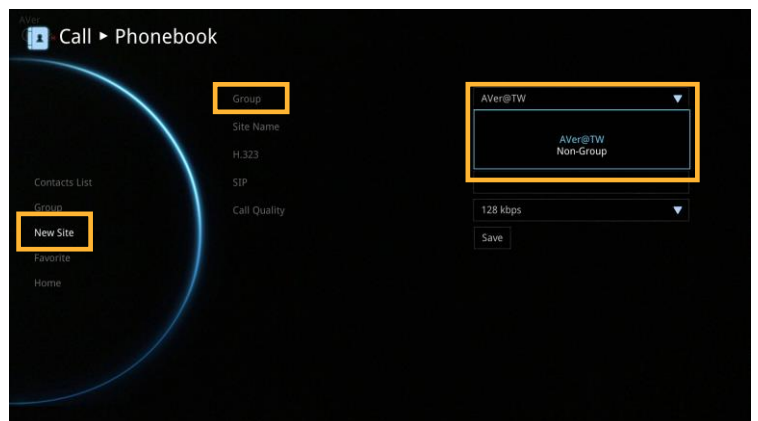 AVer
Call ▸ Phonebook
Group
AVer@TW
AVer@TW
Non-Group
Site Name
H.323
SIP
Call Quality
128 kbps
Save
Contacts List
Group
New Site
Favorite
Home